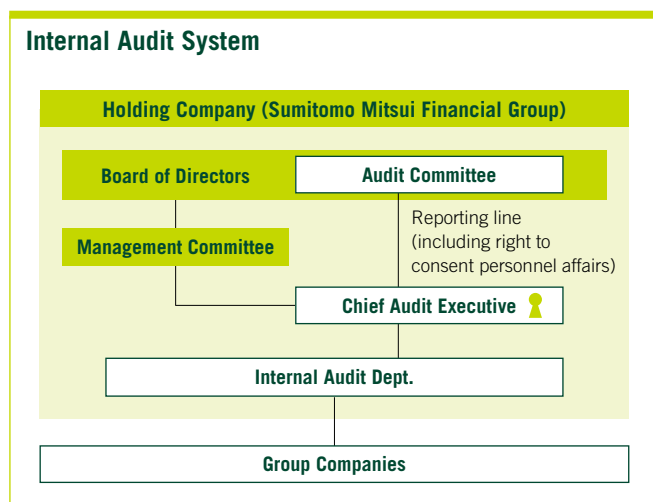 Internal Audit System
Holding Company (Sumitomo Mitsui Financial Group)
Board of Directors
Audit Committee
Management Committee
Reporting line
(including right to
consent personnel affairs)
Chief Audit Executive
Internal Audit Dept.
Group Companies